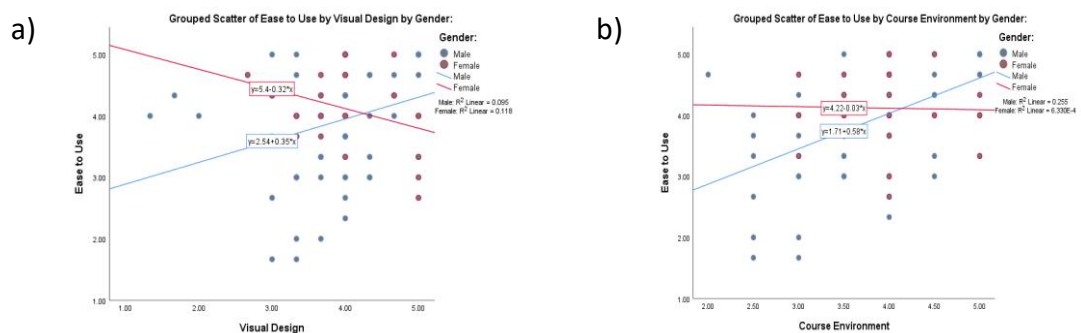 a)
Grouped Scatter of Ease to Use by Visual Design by Gender:
Gender:
Male
Female
Male
Female
Male: R² Linear = 0.095
Female: R² Linear = 0.118
y=5.4-0.32*x
y=2.54+0.35*x
Ease to Use
5.00
4.00
3.00
2.00
1.00
1.00 2.00 3.00 4.00 5.00
Visual Design
b)
Grouped Scatter of Ease to Use by Course Environment by Gender:
Gender:
Male
Female
Male
Female
Male: R² Linear = 0.255
Female: R² Linear = 6.330E-4
y=4.22-0.03*x
y=1.71+0.58*x
Ease to Use
5.00
4.00
3.00
2.00
1.00
2.00 2.50 3.00 3.50 4.00 4.50 5.00
Course Environment